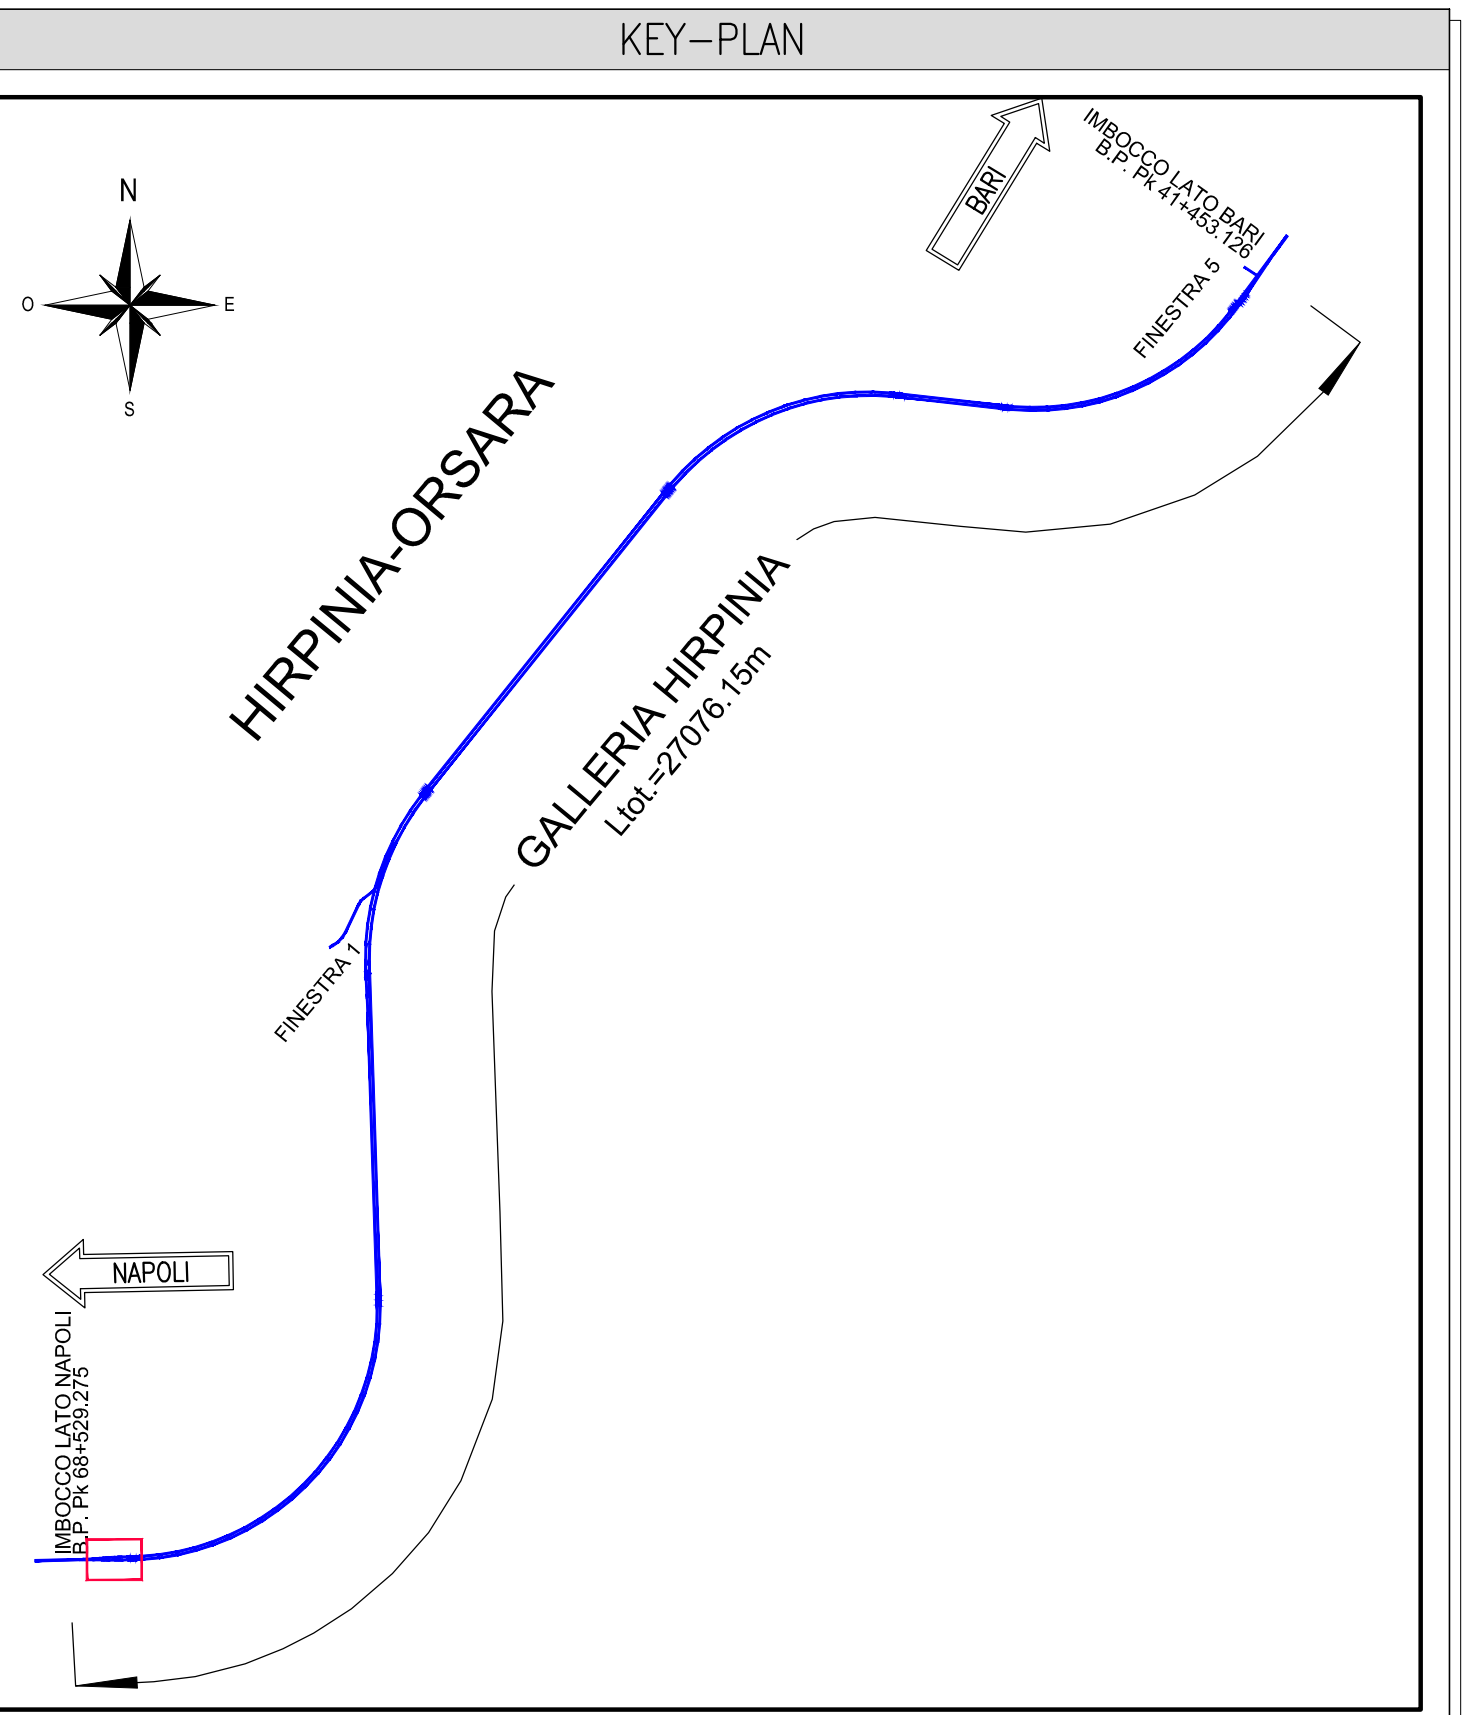 KEY-PLAN
N
O
E
S
BARI
IMBOCCO LATO BARI
B.P. Pk 41+453.126
FINESTRA 5
HIRPINIA-ORSARA
GALLERIA HIRPINIA
Ltot.=27076.15m
FINESTRA 1
NAPOLI
IMBOCCO LATO NAPOLI
B.P. Pk 68+529.275